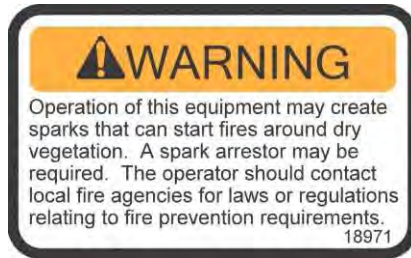 WARNING
Operation of this equipment may create
sparks that can start fires around dry
vegetation.  A spark arrestor may be
required.  The operator should contact
local fire agencies for laws or regulations
relating to fire prevention requirements.
18971